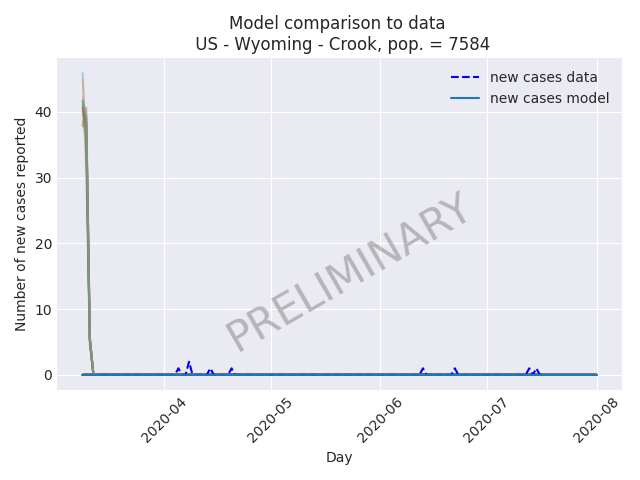 Model comparison to data
US - Wyoming - Crook, pop. = 7584
new cases data
new cases model
Number of new cases reported
40
30
20
10
0
PRELIMINARY
2020-04
2020-05
2020-06
2020-07
2020-08
Day